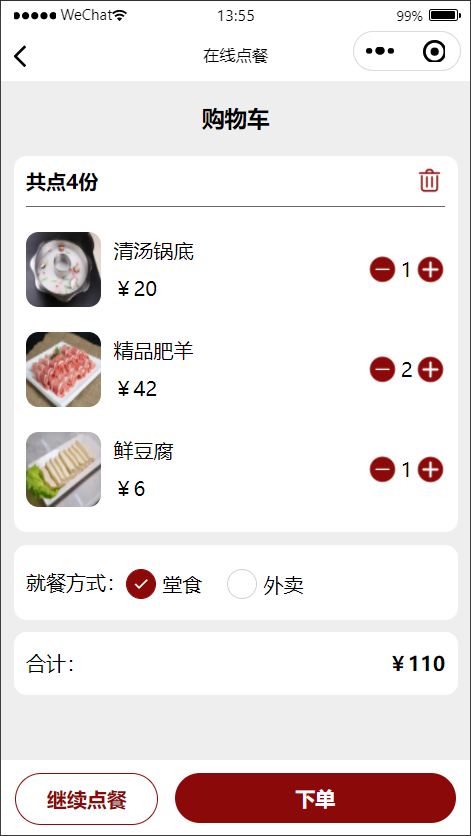 WeChat 13:55 99%
在线点餐
购物车
共点4份
清汤锅底
￥20
1
精品肥羊
￥42
2
鲜豆腐
￥6
1
就餐方式： 堂食 外卖
合计： ￥110
继续点餐 下单